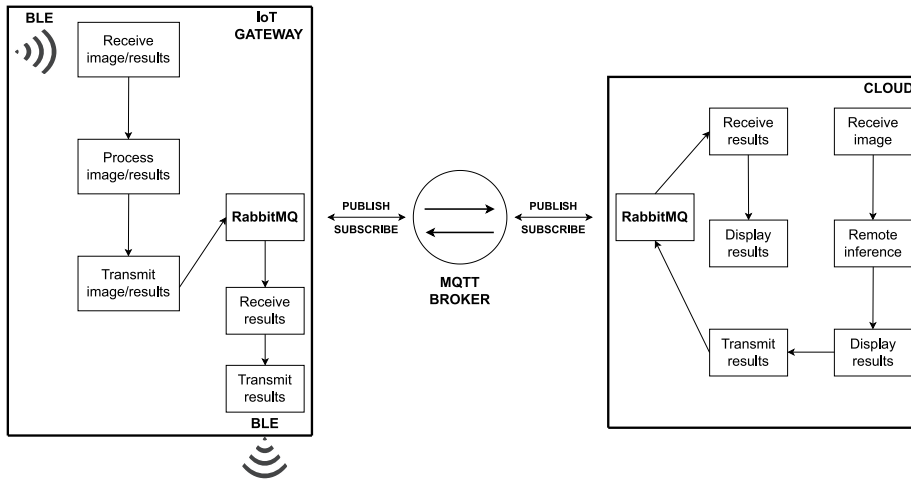 BLE
IoT
GATEWAY
Receive
image/results
Process
image/results
Transmit
image/results
RabbitMQ
Receive
results
Transmit
results
BLE
PUBLISH
SUBSCRIBE
MQTT
BROKER
PUBLISH
SUBSCRIBE
CLOUD
RabbitMQ
Receive
results
Display
results
Receive
image
Remote
inference
Display
results
Transmit
results